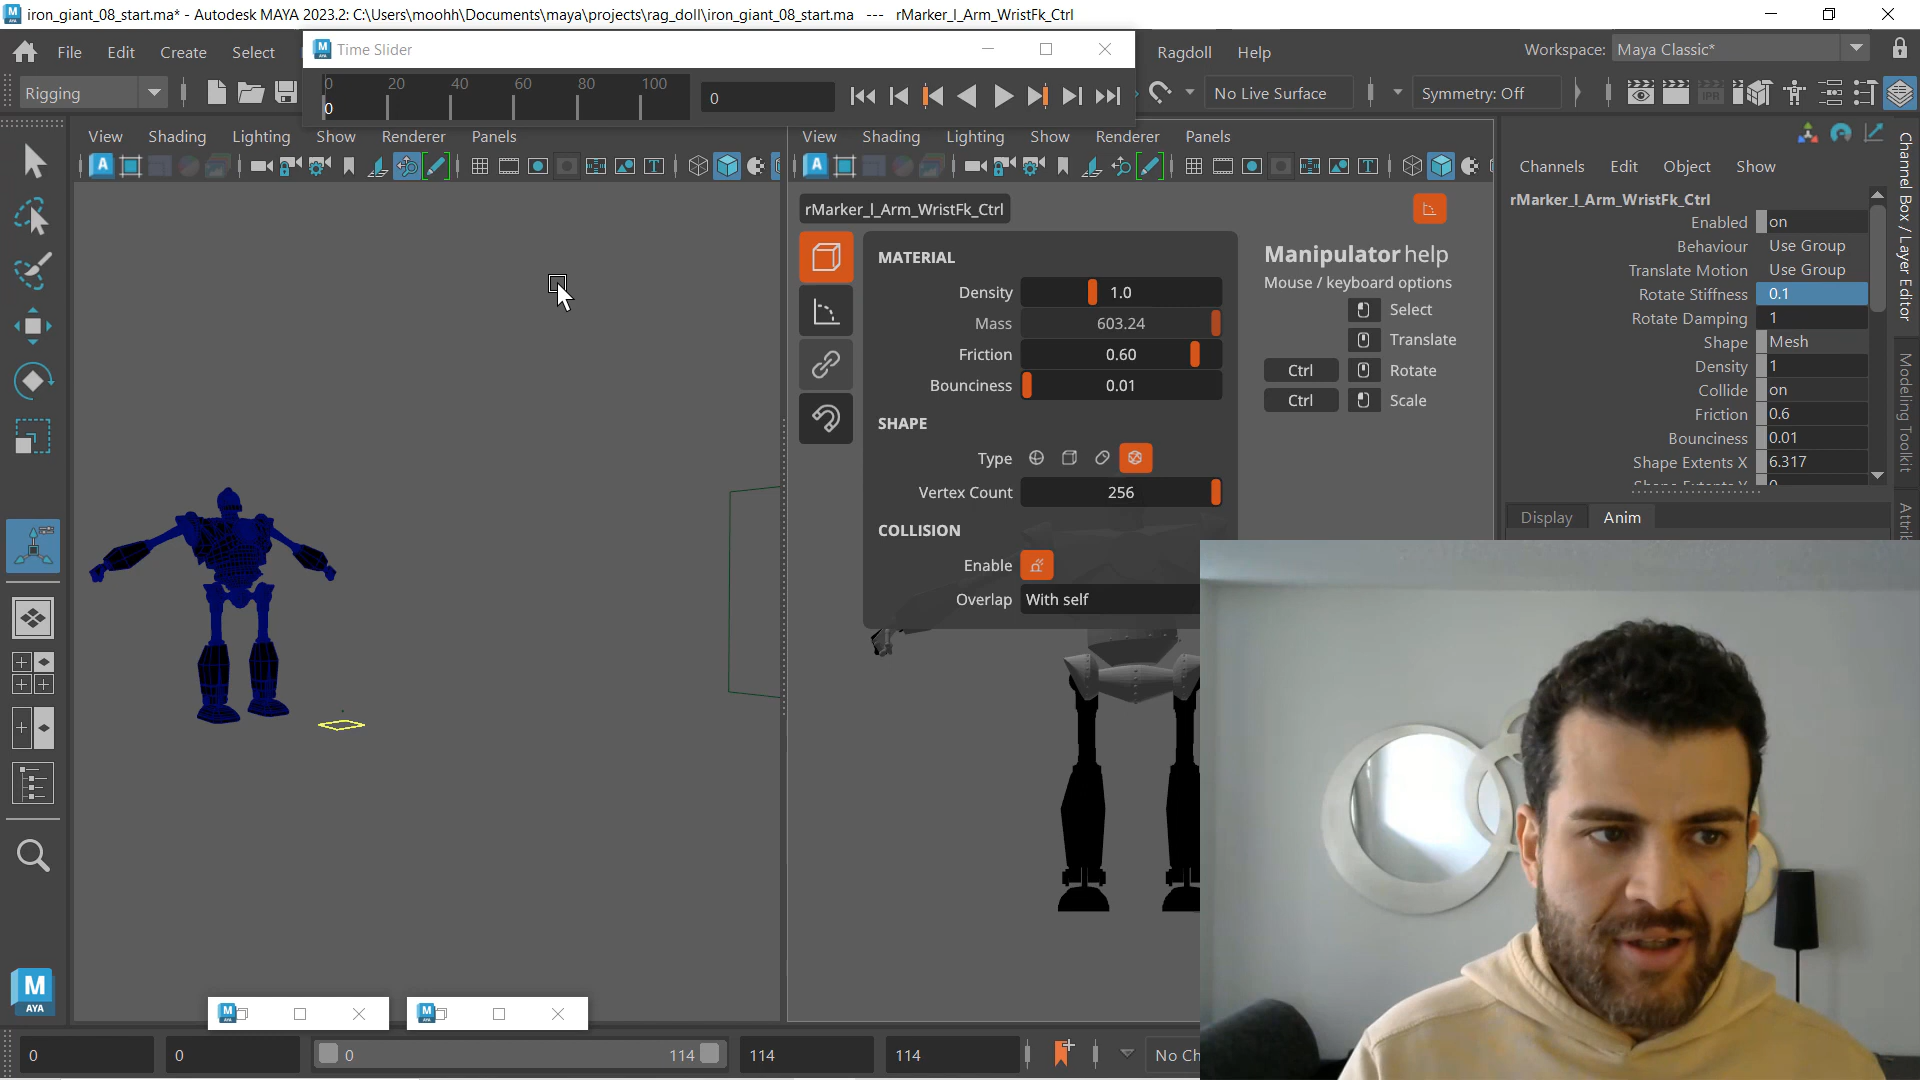 iron_giant_08_start.ma* - Autodesk MAYA 2023.2: C:\Users\moohh\Documents\maya\projects\rag_doll\iron_giant_08_start.ma --- rMarker_l_Arm_WristFk_Ctrl
File Edit Create Select
Time Slider
Ragdoll Help
Workspace: Maya Classic*
Rigging
0 20 40 60 80 100
0
0
No Live Surface
Symmetry: Off
IPR
View Shading Lighting Show Renderer Panels
View Shading Lighting Show Renderer Panels
Channels Edit Object Show
rMarker_l_Arm_WristFk_Ctrl
MATERIAL
Density 1.0
Mass 603.24
Friction 0.60
Bounciness 0.01
SHAPE
Type
Vertex Count 256
COLLISION
Enable
Overlap With self
Manipulator help
Mouse / keyboard options
Select
Translate
Ctrl Rotate
Ctrl Scale
rMarker_l_Arm_WristFk_Ctrl
Enabled on
Behaviour Use Group
Translate Motion Use Group
Rotate Stiffness 0.1
Rotate Damping 1
Shape Mesh
Density 1
Collide on
Friction 0.6
Bounciness 0.01
Shape Extents X 6.317
Display Anim
Channel Box / Layer Editor
Modeling Toolkit
Attrib
M
AYA
0 0 0 114 114 114 No Ch